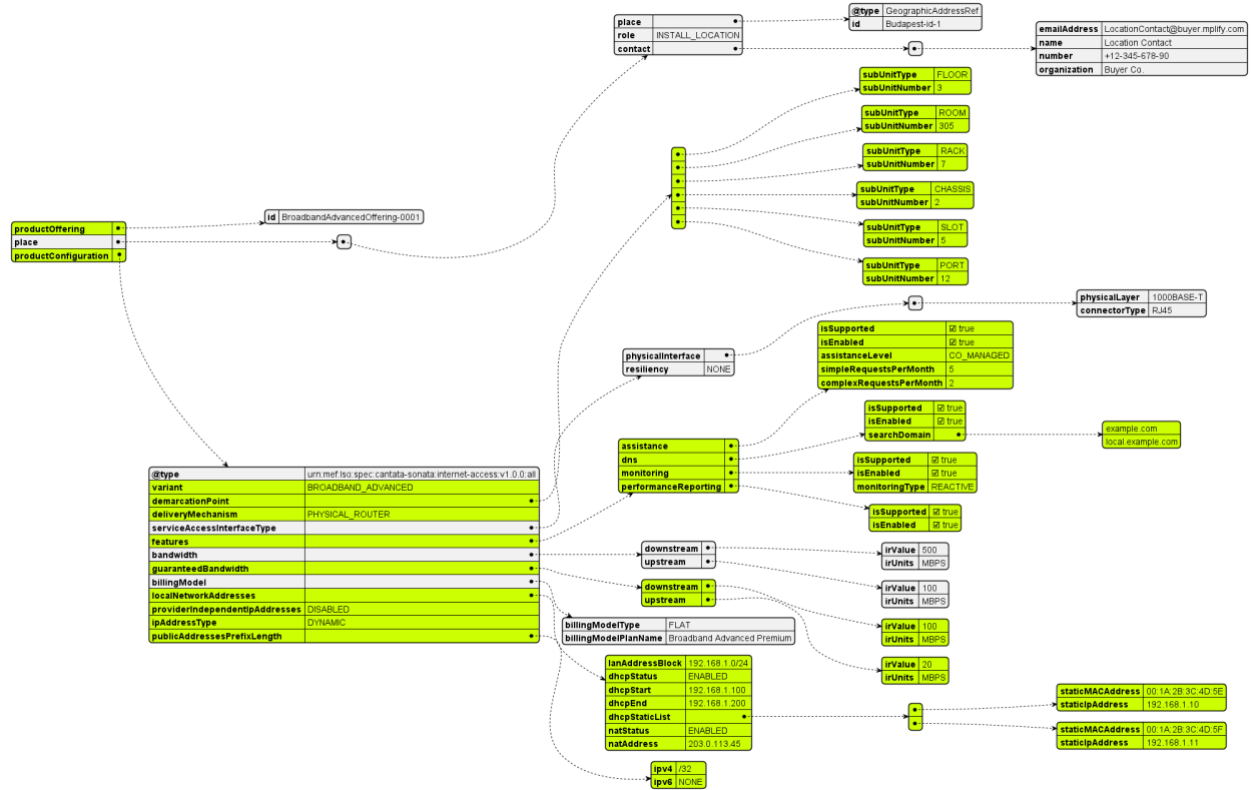 place
role INSTALL_LOCATION
contact
@type GeographicAddressRef
id Budapest-id-1
emailAddress LocationContact@buyer.mplify.com
name Location Contact
number +12-345-678-90
organization Buyer Co.
subUnitType FLOOR
subUnitNumber 3
subUnitType ROOM
subUnitNumber 305
subUnitType RACK
subUnitNumber 7
subUnitType CHASSIS
subUnitNumber 2
subUnitType SLOT
subUnitNumber 5
subUnitType PORT
subUnitNumber 12
productOffering
place
productConfiguration
id BroadbandAdvancedOffering-0001
physicalLayer 1000BASE-T
connectorType RJ45
physicalInterface
resiliency NONE
isSupported ☑ true
isEnabled ☑ true
assistanceLevel CO_MANAGED
simpleRequestsPerMonth 5
complexRequestsPerMonth 2
assistance
dns
monitoring
performanceReporting
isSupported ☑ true
isEnabled ☑ true
searchDomain
example.com
local.example.com
isSupported ☑ true
isEnabled ☑ true
monitoringType REACTIVE
isSupported ☑ true
isEnabled ☑ true
@type urn:mef:lso:spec:cantata-sonata:internet-access:v1.0.0:all
variant BROADBAND_ADVANCED
demarcationPoint
deliveryMechanism PHYSICAL_ROUTER
serviceAccessInterfaceType
features
bandwidth
guaranteedBandwidth
billingModel
localNetworkAddresses
providerIndependentIpAddresses DISABLED
ipAddressType DYNAMIC
publicAddressesPrefixLength
downstream
upstream
irValue 500
irUnits MBPS
irValue 100
irUnits MBPS
downstream
upstream
irValue 100
irUnits MBPS
irValue 20
irUnits MBPS
billingModelType FLAT
billingModelPlanName Broadband Advanced Premium
lanAddressBlock 192.168.1.0/24
dhcpStatus ENABLED
dhcpStart 192.168.1.100
dhcpEnd 192.168.1.200
dhcpStaticList
natStatus ENABLED
natAddress 203.0.113.45
staticMACAddress 00:1A:2B:3C:4D:5E
staticIpAddress 192.168.1.10
staticMACAddress 00:1A:2B:3C:4D:5F
staticIpAddress 192.168.1.11
ipv4 /32
ipv6 NONE